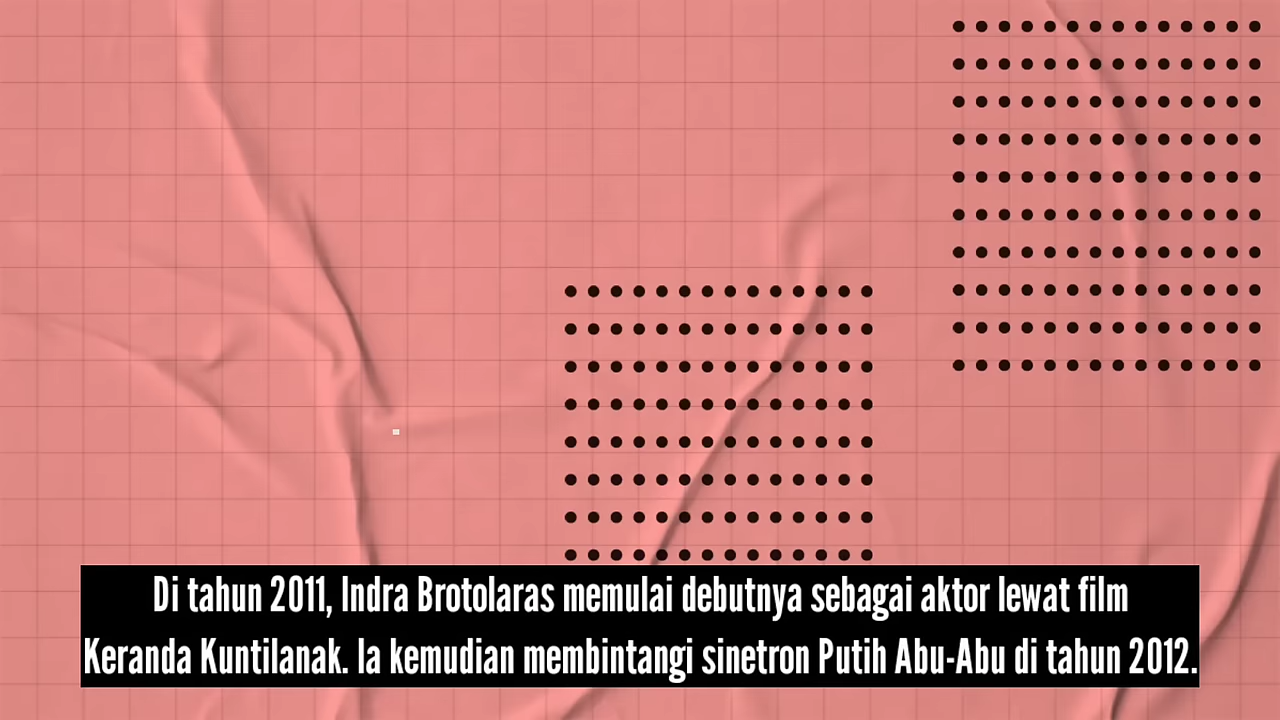 Di tahun 2011, Indra Brotolaras memulai debutnya sebagai aktor lewat film
Keranda Kuntilanak. Ia kemudian membintangi sinetron Putih Abu-Abu di tahun 2012.